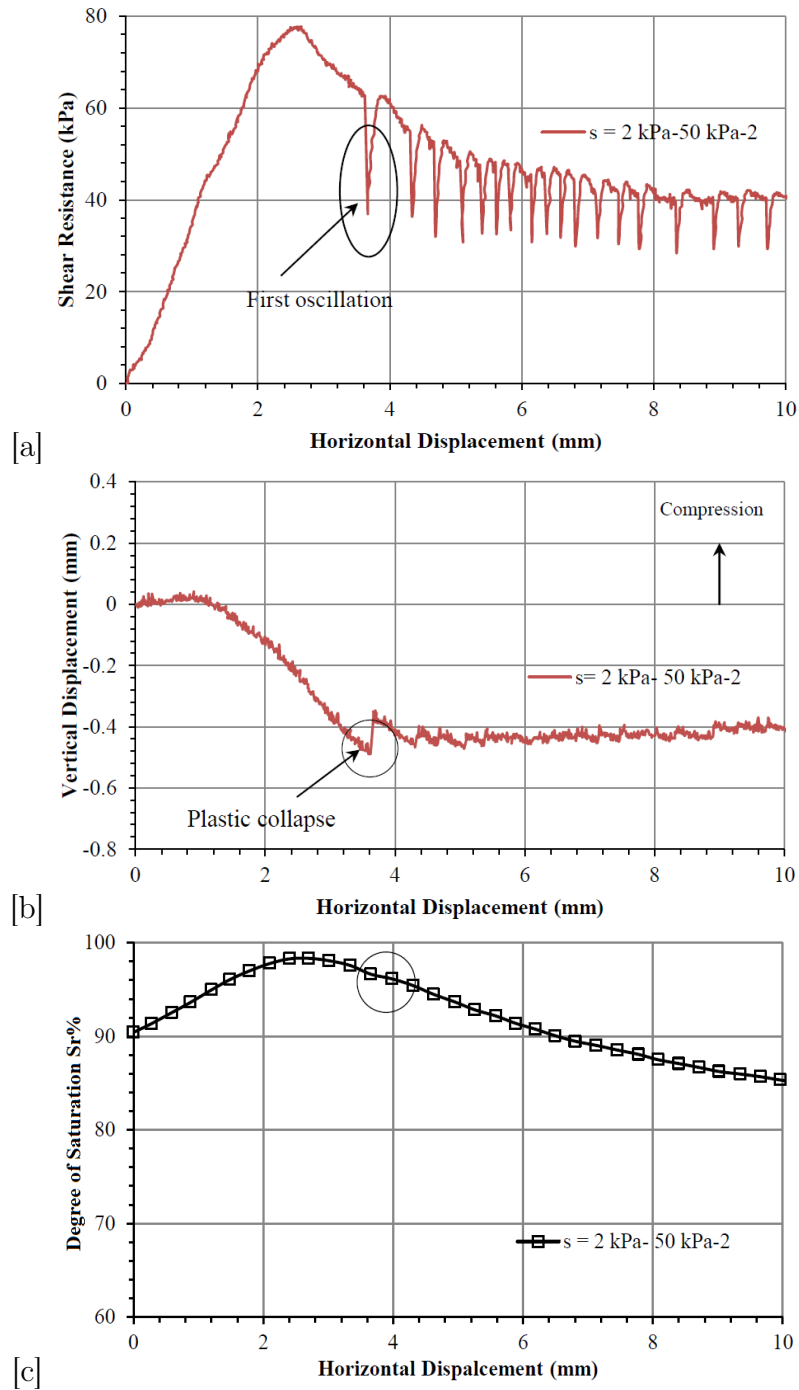 80
60
40
20
0
Shear Resistance (kPa)
s = 2 kPa-50 kPa-2
First oscillation
0 2 4 6 8 10
Horizontal Displacement (mm)
[a]
0.4
0.2
0
-0.2
-0.4
-0.6
-0.8
Vertical Displacement (mm)
Compression
s= 2 kPa- 50 kPa-2
Plastic collapse
0 2 4 6 8 10
Horizontal Displacement (mm)
[b]
100
90
80
70
60
Degree of Saturation Sr%
s = 2 kPa- 50 kPa-2
0 2 4 6 8 10
Horizontal Dispalcement (mm)
[c]